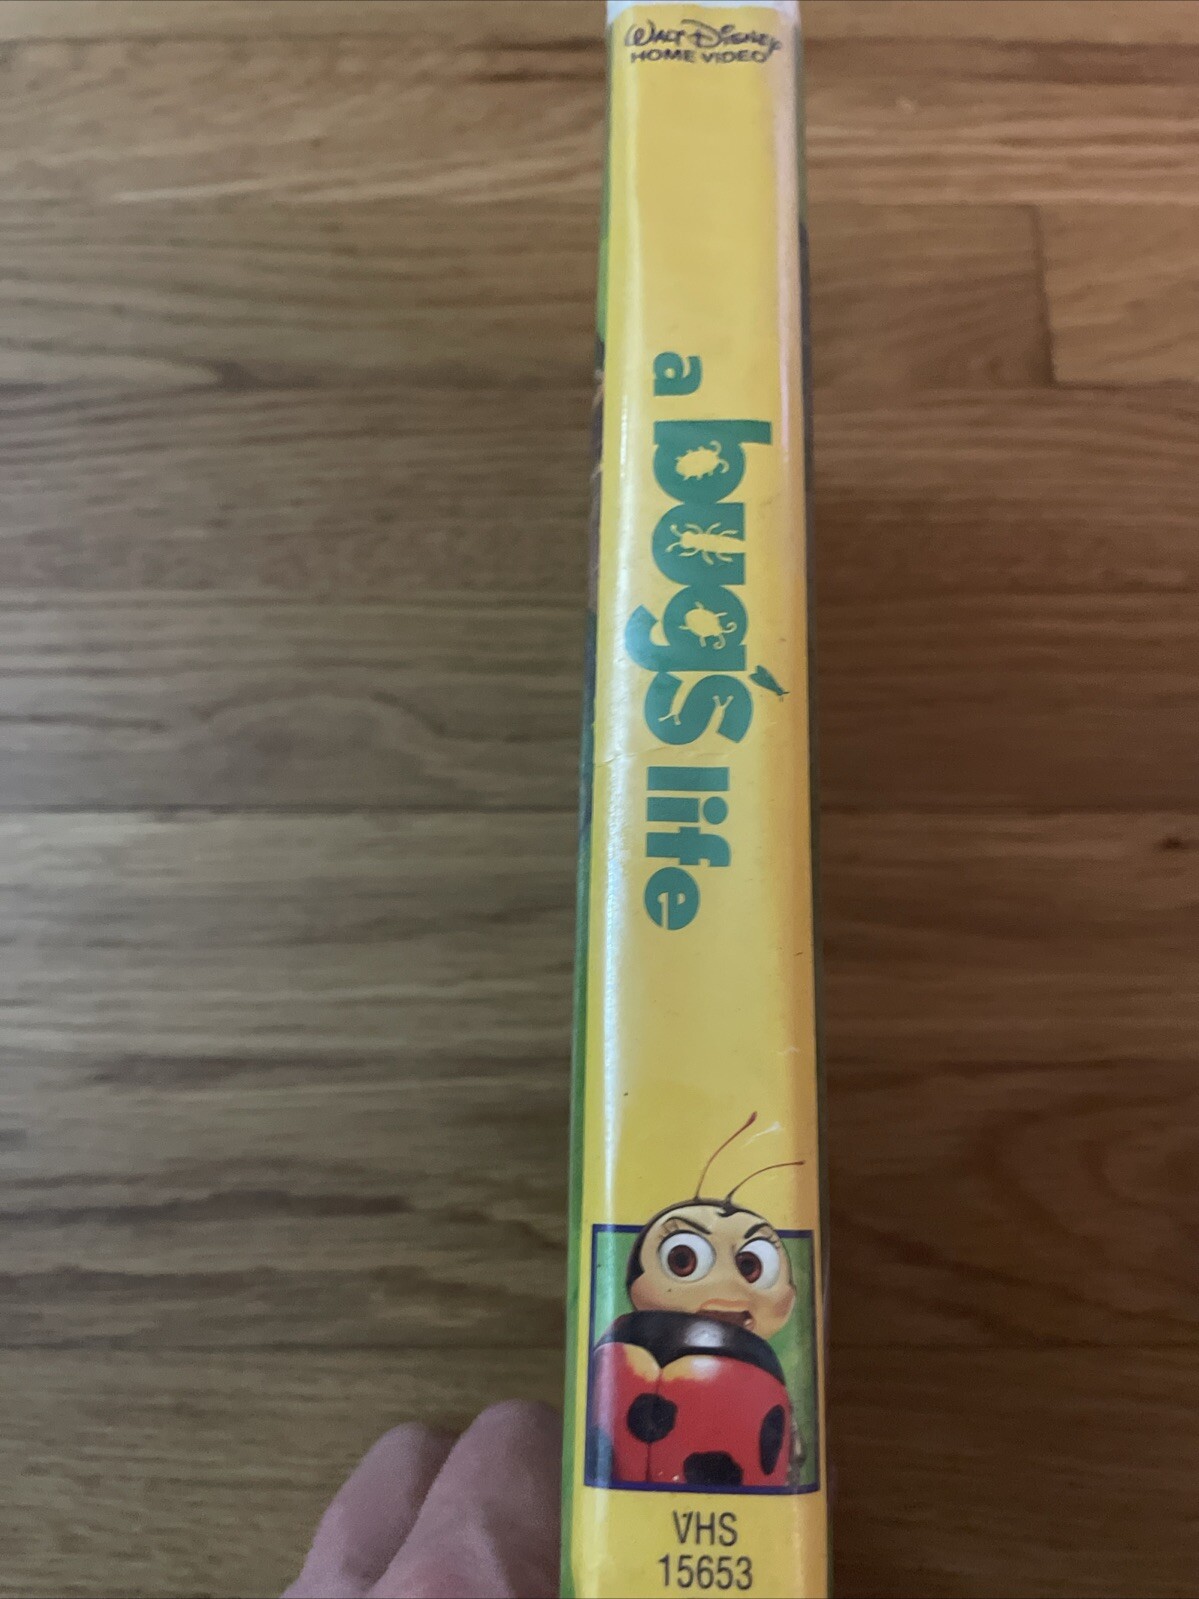 Walt Disney
HOME VIDEO
a bug's life
VHS
15653